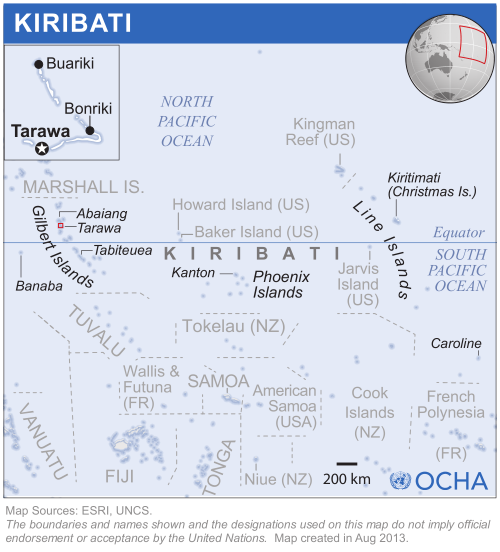 KIRIBATI
Buariki
Bonriki
Tarawa
NORTH
PACIFIC
OCEAN
Kingman
Reef (US)
MARSHALL IS.
Kiritimati
(Christmas Is.)
Howard Island (US)
Abaiang
Tarawa
Gilbert Islands
Line Islands
Baker Island (US)
Equator
Tabiteuea
KIRIBATI
SOUTH
PACIFIC
OCEAN
Banaba
Kanton
Phoenix
Islands
Jarvis
Island
(US)
TUVALU
Tokelau (NZ)
Caroline
Wallis &
Futuna
(FR)
SAMOA
American
Samoa
(USA)
Cook
Islands
(NZ)
French
Polynesia
(FR)
VANUATU
FIJI
TONGA
Niue (NZ)
200 km
OCHA
Map Sources: ESRI, UNCS.
The boundaries and names shown and the designations used on this map do not imply official
endorsement or acceptance by the United Nations. Map created in Aug 2013.